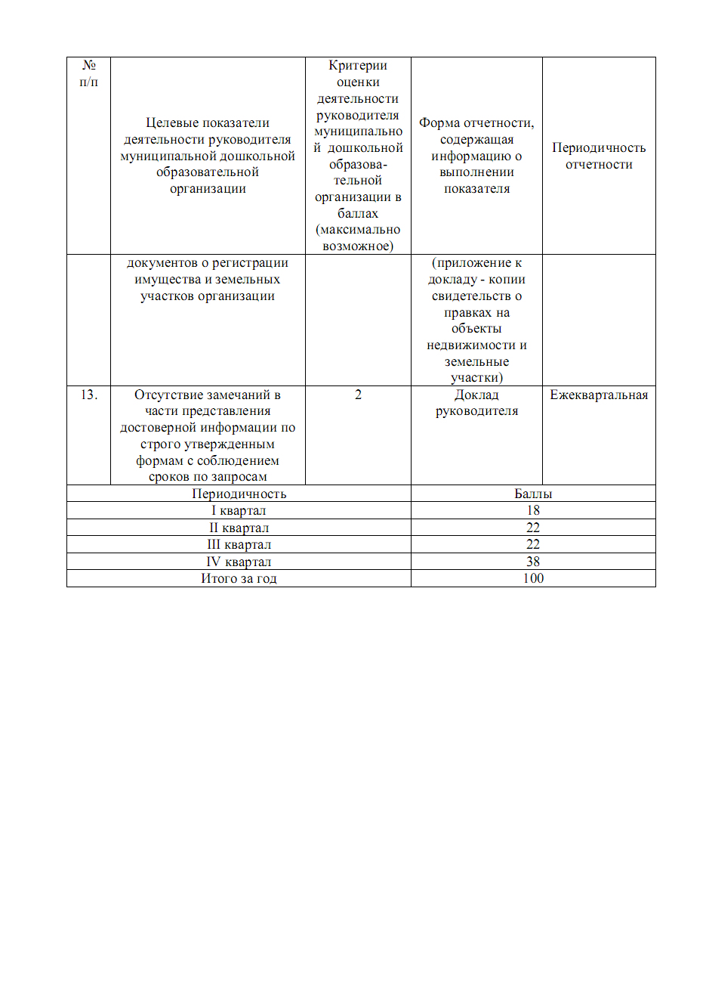 №
п/п
Целевые показатели
деятельности руководителя
муниципальной дошкольной
образовательной
организации
Критерии
оценки
деятельности
руководителя
муниципально
й дошкольной
образова-
тельной
организации в
баллах
(максимально
возможное)
Форма отчетности,
содержащая
информацию о
выполнении
показателя
Периодичность
отчетности
документов о регистрации
имущества и земельных
участков организации
(приложение к
докладу - копии
свидетельств о
правках на
объекты
недвижимости и
земельные
участки)
13.
Отсутствие замечаний в
части представления
достоверной информации по
строго утвержденным
формам с соблюдением
сроков по запросам
2
Доклад
руководителя
Ежеквартальная
Периодичность Баллы
I квартал 18
II квартал 22
III квартал 22
IV квартал 38
Итого за год 100